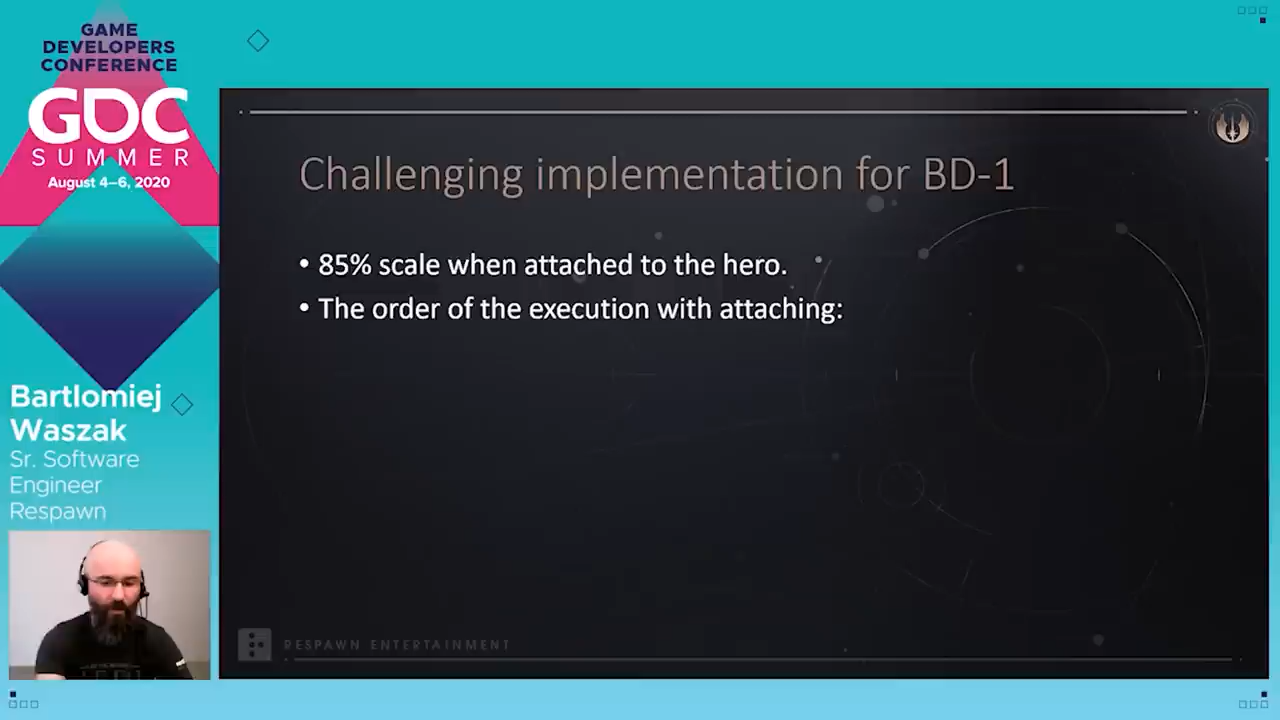 GAME
DEVELOPERS
CONFERENCE
GDC
SUMMER
August 4–6, 2020
Bartlomiej
Waszak
Sr. Software
Engineer
Respawn
Challenging implementation for BD-1
• 85% scale when attached to the hero.
• The order of the execution with attaching:
RESPAWN ENTERTAINMENT